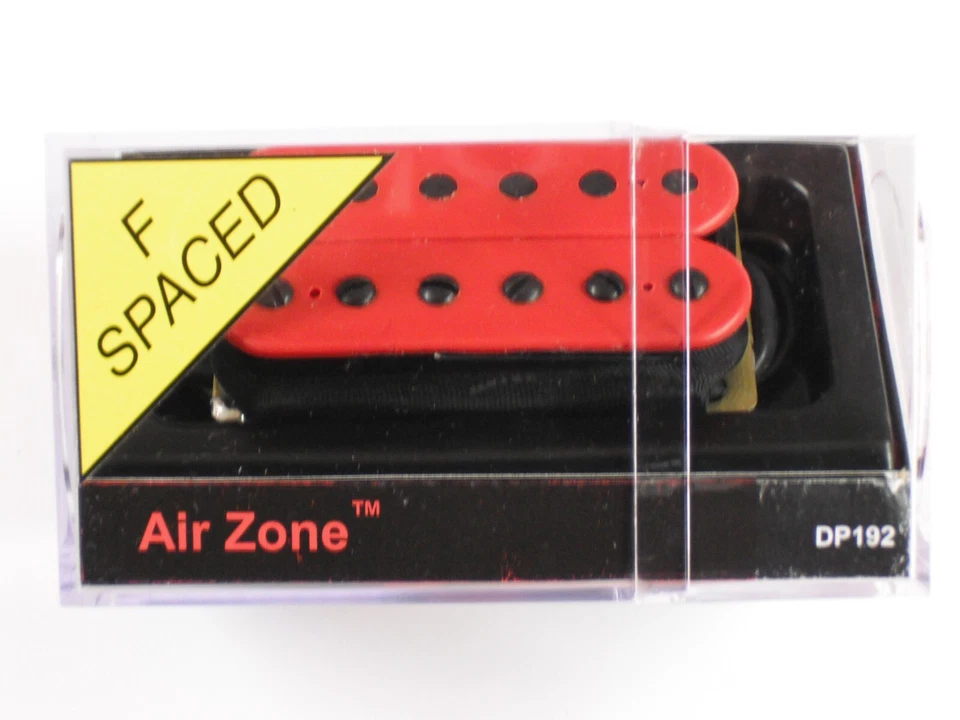 F
SPACED
Air Zone™
DP192